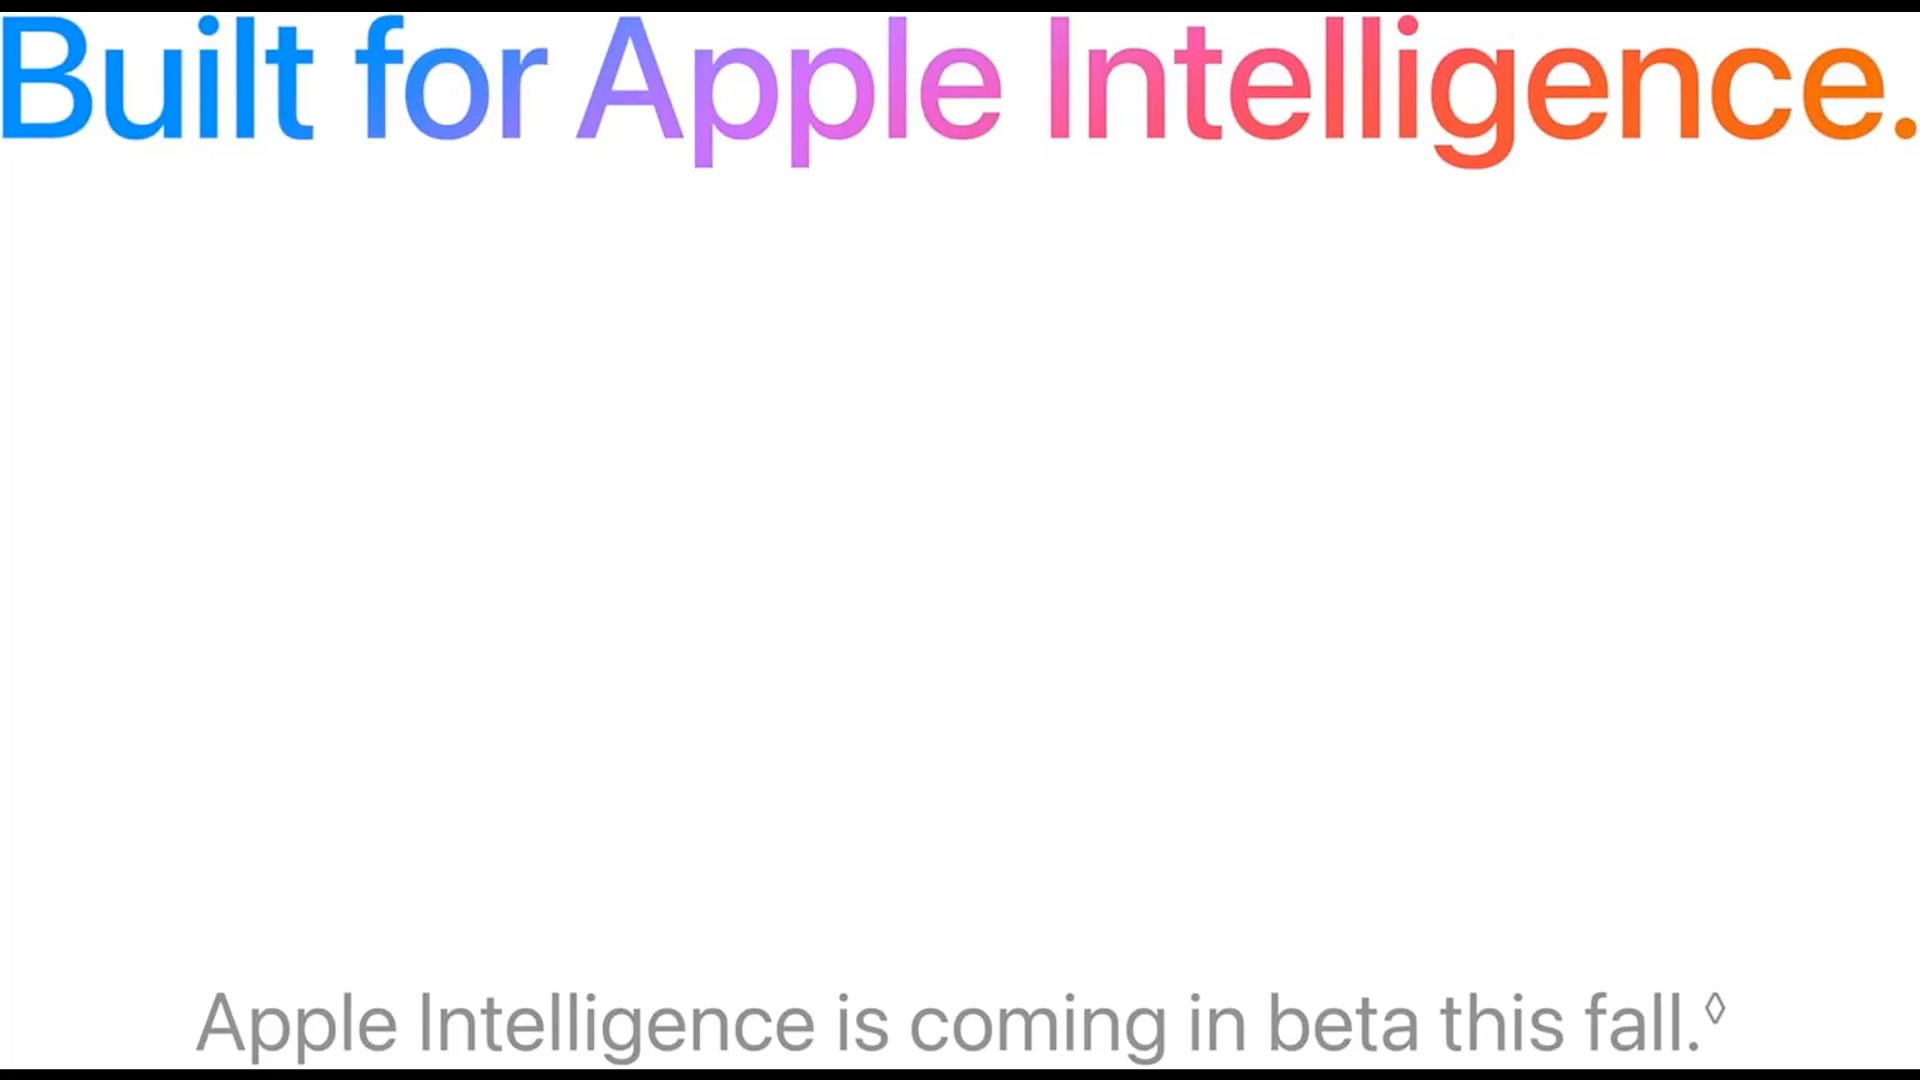 Built for Apple Intelligence.
Apple Intelligence is coming in beta this fall.◊